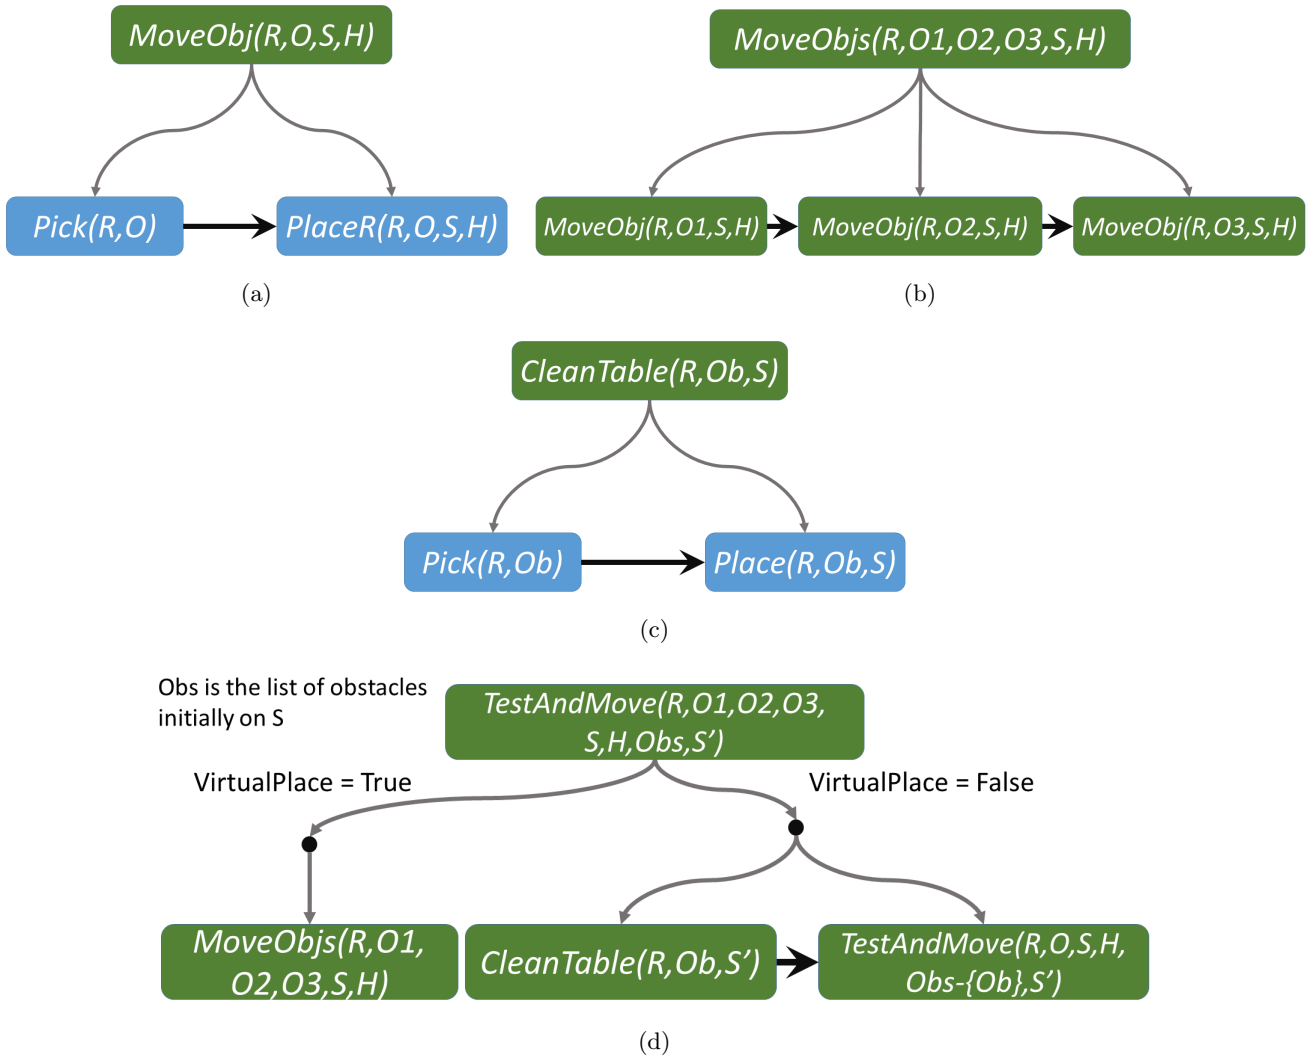 MoveObj(R,O,S,H)
Pick(R,O)
PlaceR(R,O,S,H)
(a)
MoveObjs(R,O1,O2,O3,S,H)
MoveObj(R,O1,S,H)
MoveObj(R,O2,S,H)
MoveObj(R,O3,S,H)
(b)
CleanTable(R,Ob,S)
Pick(R,Ob)
Place(R,Ob,S)
(c)
Obs is the list of obstacles
initially on S
TestAndMove(R,O1,O2,O3,
S,H,Obs,S’)
VirtualPlace = True
VirtualPlace = False
MoveObjs(R,O1,
O2,O3,S,H)
CleanTable(R,Ob,S’)
TestAndMove(R,O,S,H,
Obs-{Ob},S’)
(d)